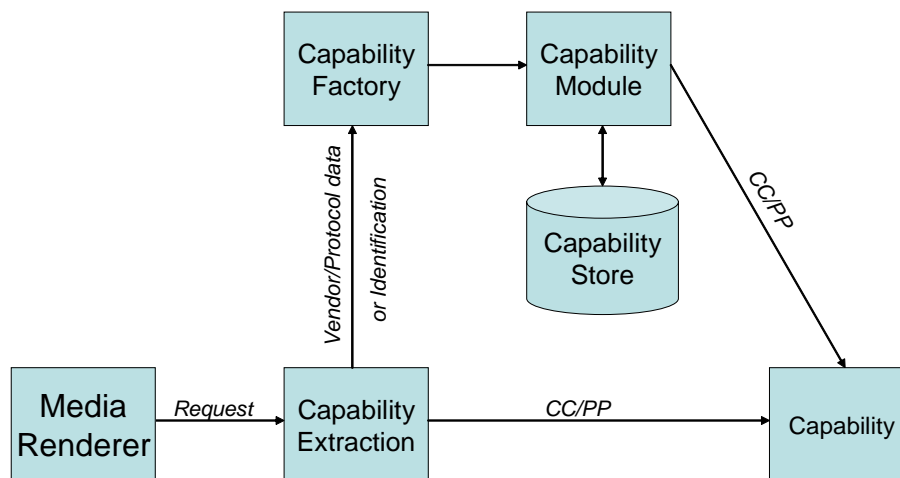 Capability
Factory
Capability
Module
Vendor/Protocol data
or Identification
CC/PP
Capability
Store
Media
Renderer
Request
Capability
Extraction
CC/PP
Capability